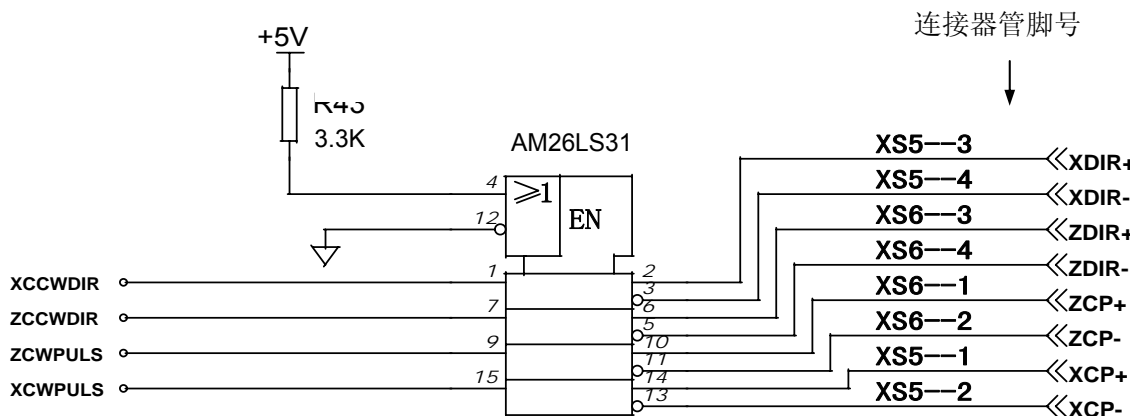 连接器管脚号
+5V
R43
3.3K
AM26LS31
4
≥1
EN
12
1
2
3
7
6
5
9
10
11
15
14
13
XCCWDIR
ZCCWDIR
ZCWPULS
XCWPULS
XS5--3
XDIR+
XS5--4
XDIR-
XS6--3
ZDIR+
XS6--4
ZDIR-
XS6--1
ZCP+
XS6--2
ZCP-
XS5--1
XCP+
XS5--2
XCP-